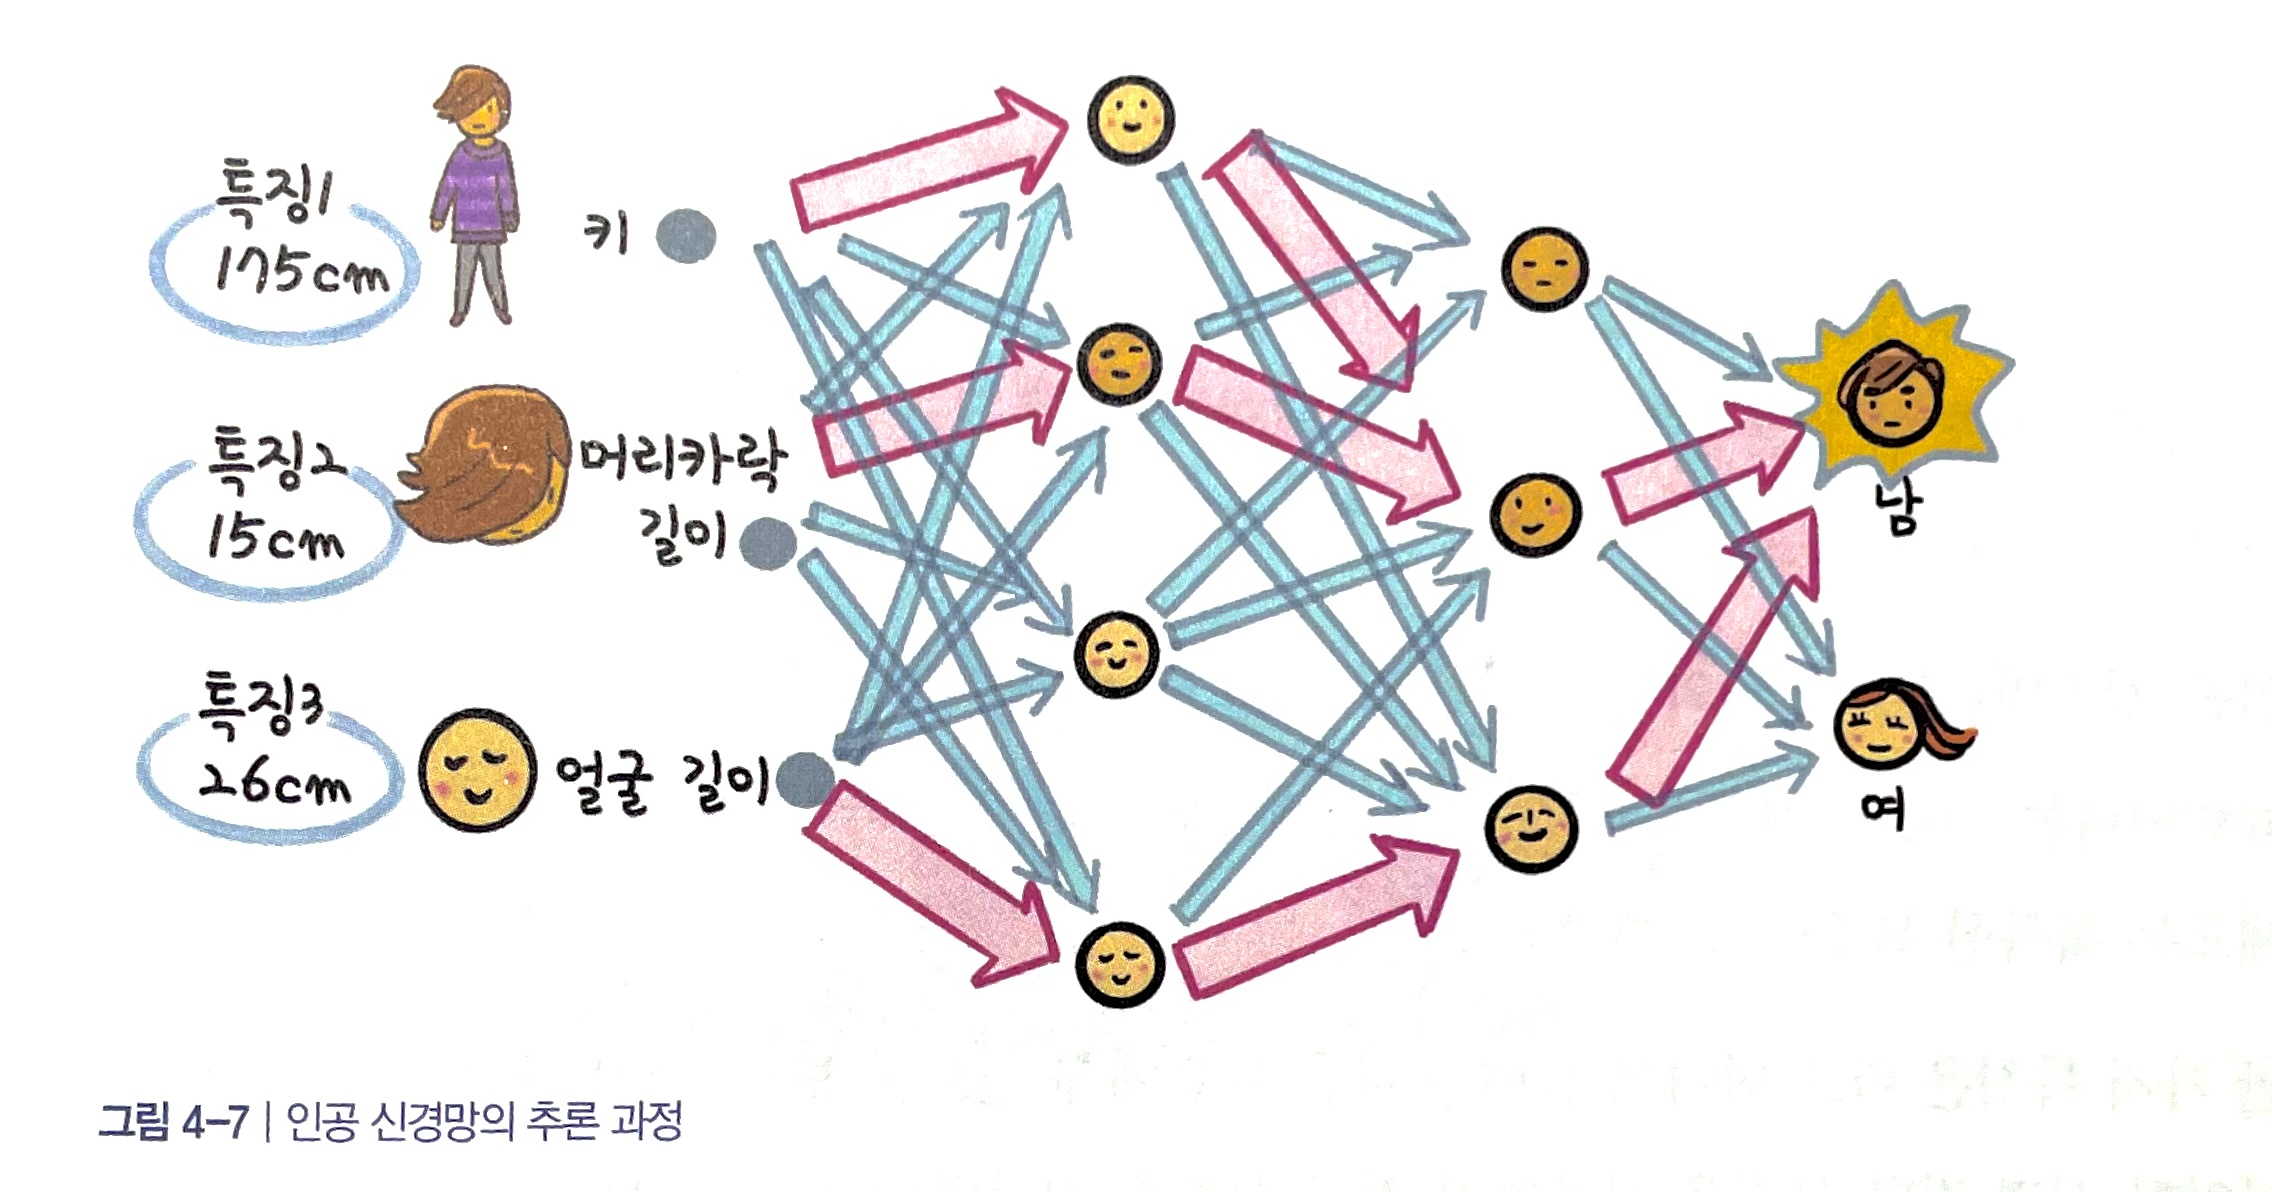 특징1
175cm
키
특징2
15cm
머리카락
길이
특징3
26cm
얼굴 길이
남
여
그림 4-7 | 인공 신경망의 추론 과정